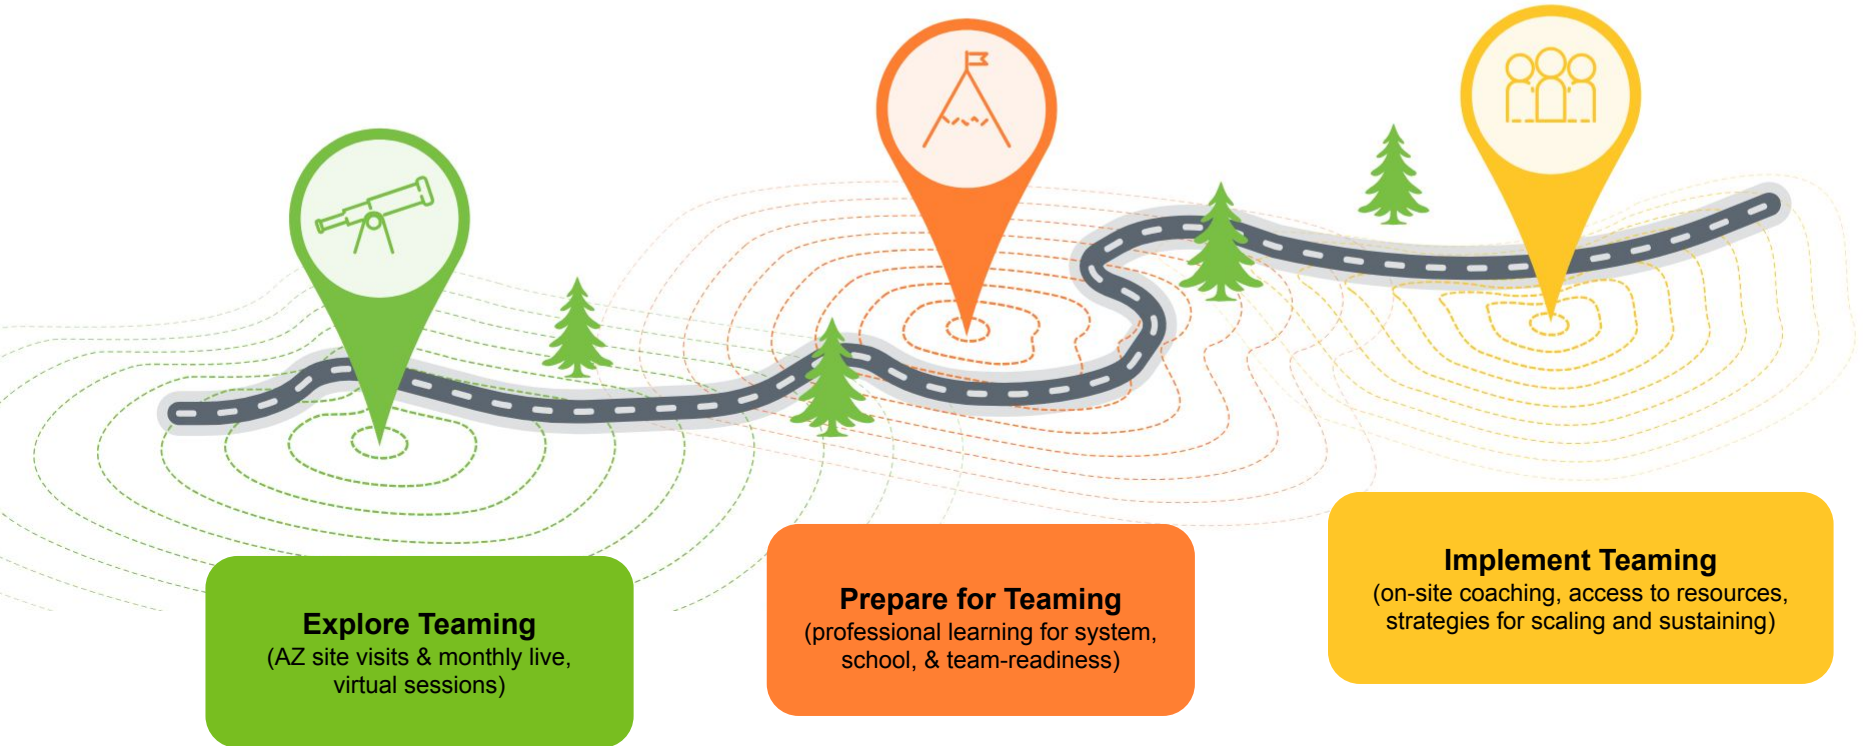 Explore Teaming
(AZ site visits & monthly live,
virtual sessions)
Prepare for Teaming
(professional learning for system,
school, & team-readiness)
Implement Teaming
(on-site coaching, access to resources,
strategies for scaling and sustaining)